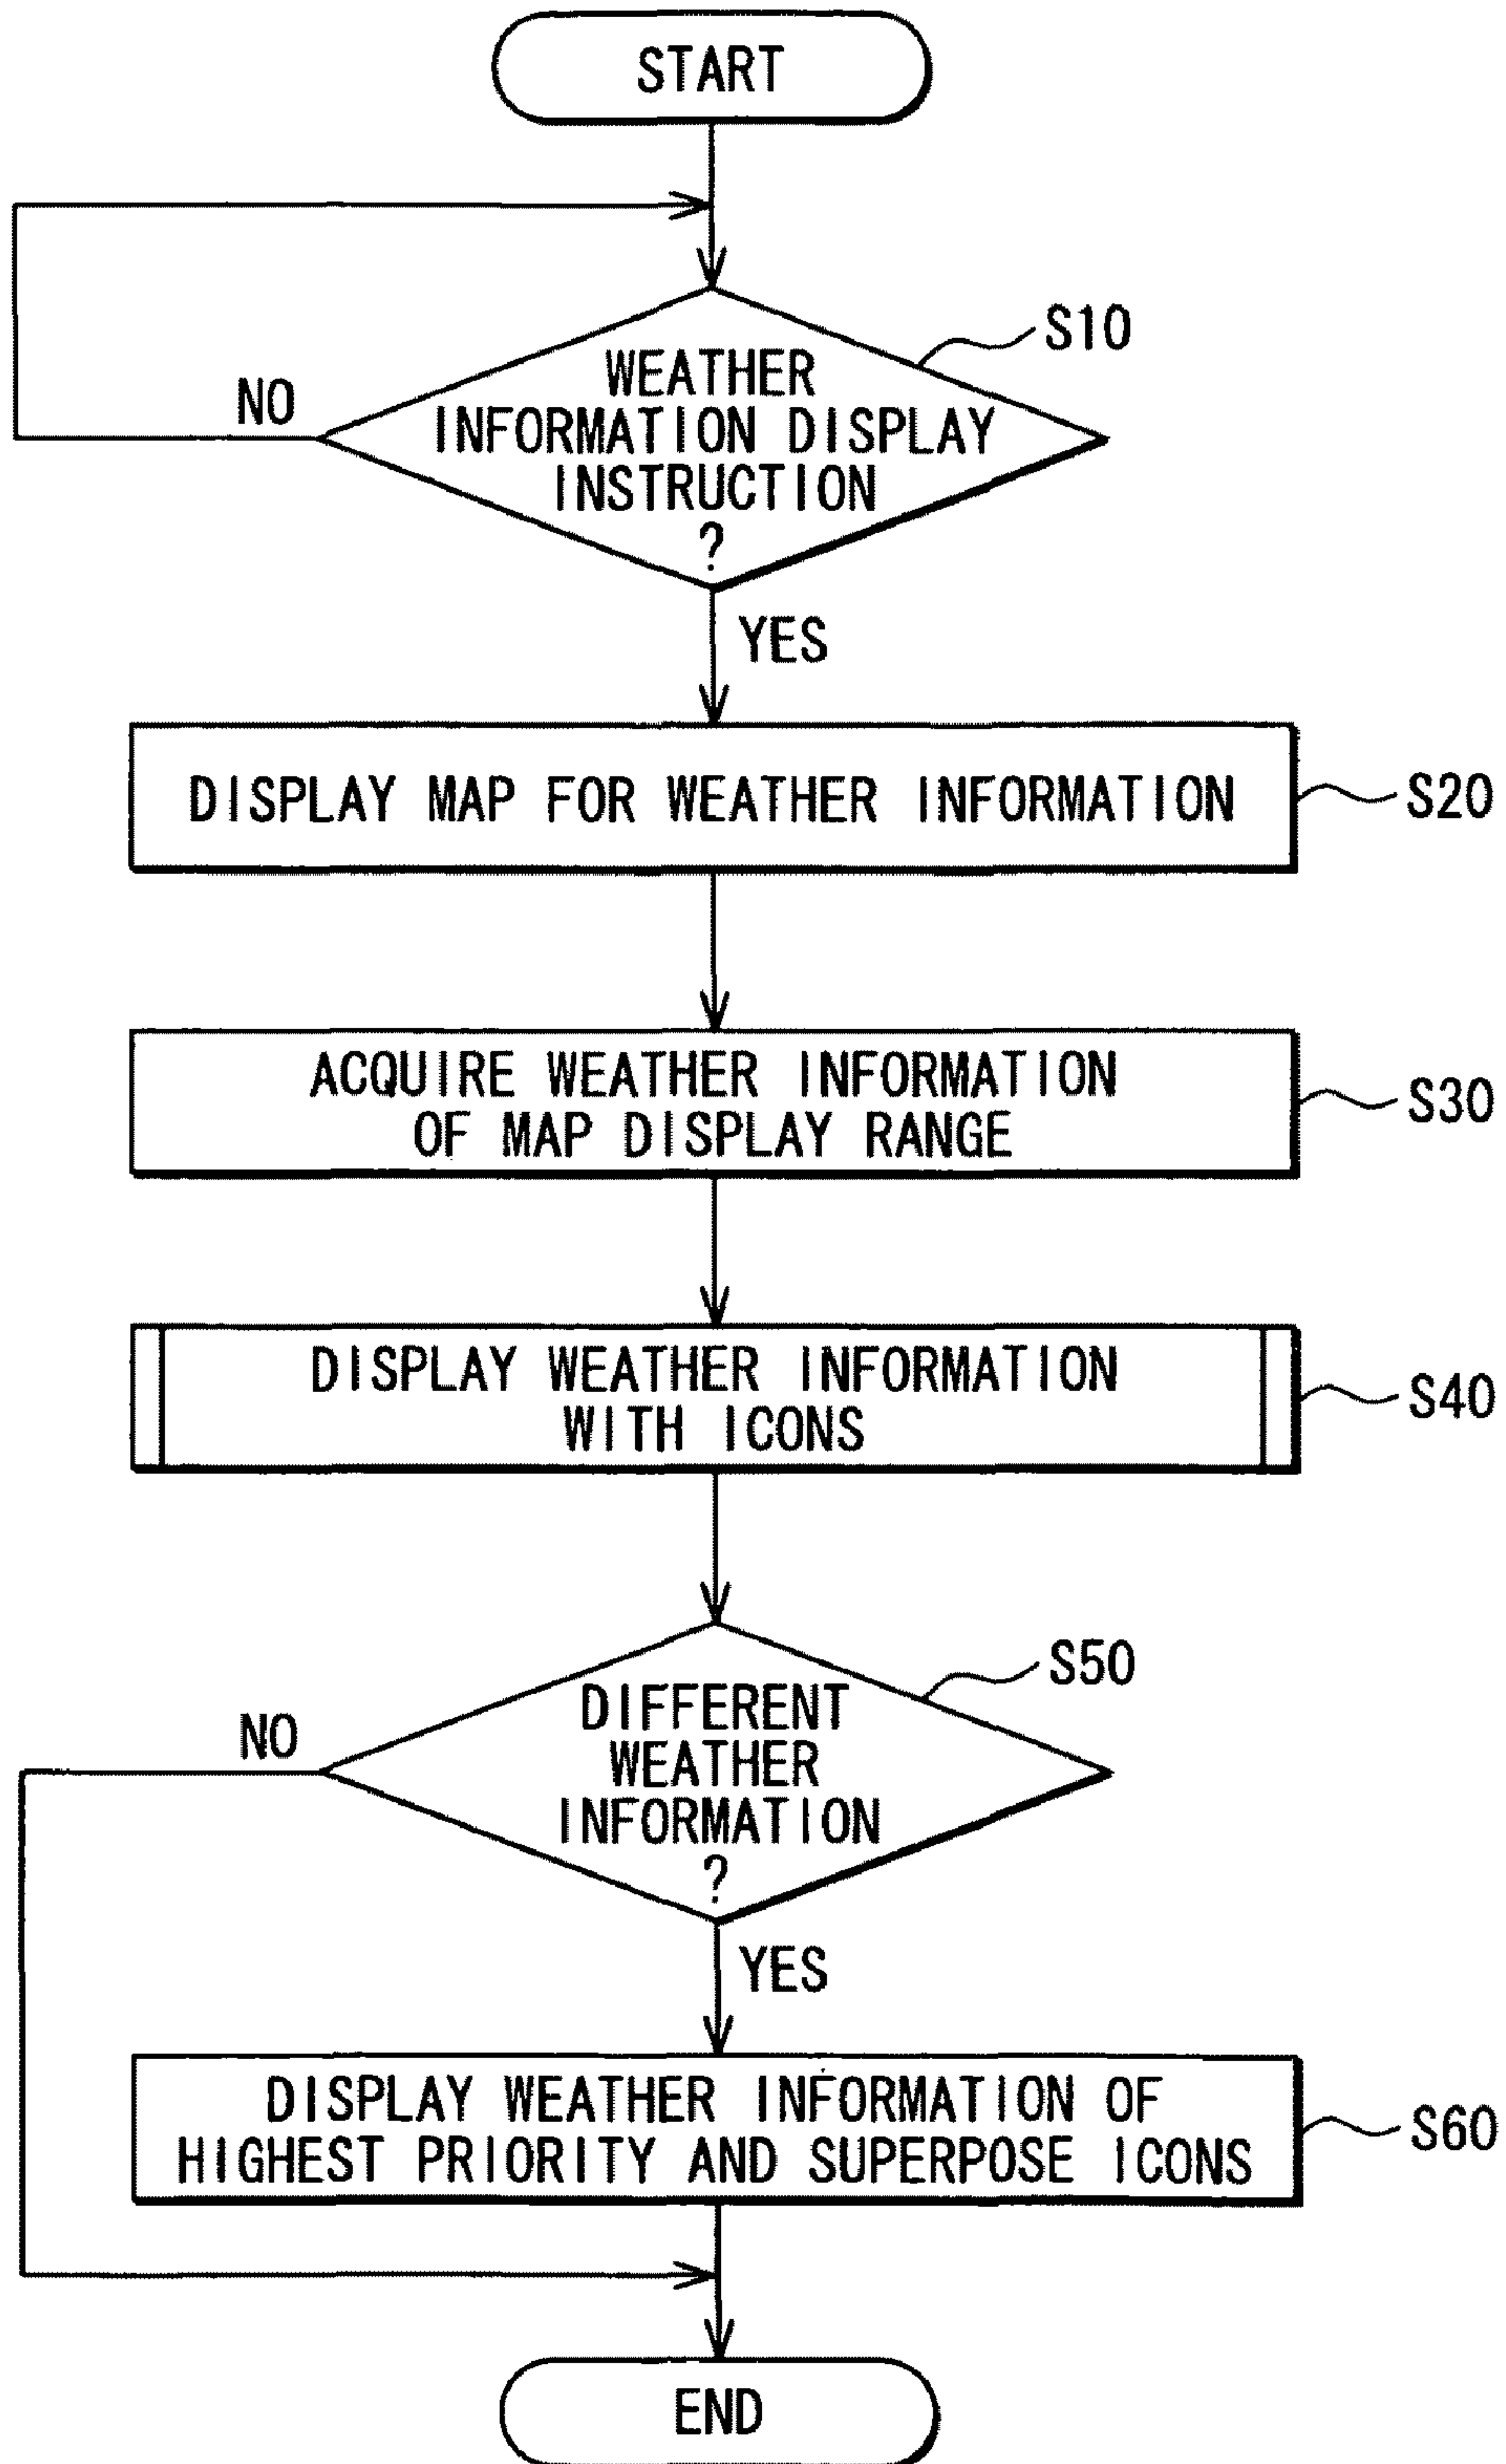 START
S10
WEATHER
INFORMATION DISPLAY
INSTRUCTION
?
NO
YES
DISPLAY MAP FOR WEATHER INFORMATION
S20
ACQUIRE WEATHER INFORMATION
OF MAP DISPLAY RANGE
S30
DISPLAY WEATHER INFORMATION
WITH ICONS
S40
S50
DIFFERENT
WEATHER
INFORMATION
?
NO
YES
DISPLAY WEATHER INFORMATION OF
HIGHEST PRIORITY AND SUPERPOSE ICONS
S60
END